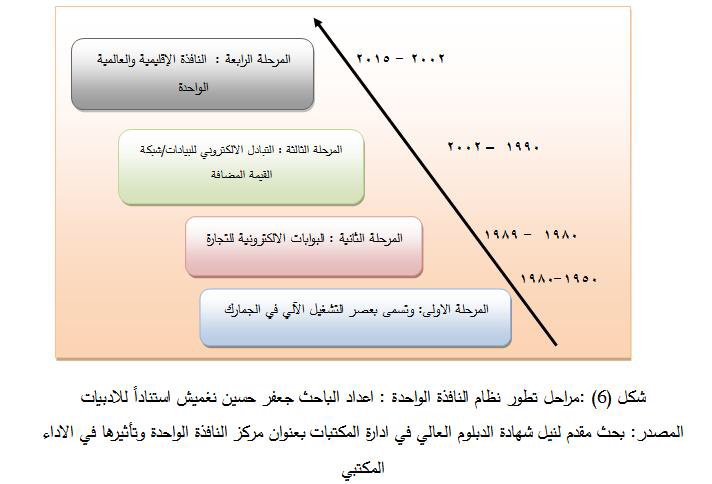 المرحلة الرابعة : النافذة الإقليمية والعالمية
الواحدة
٢٠٠٢ – ٢٠١٥
المرحلة الثالثة : التبادل الالكتروني للبيانات/شبكة
القيمة المضافة
١٩٩٠ – ٢٠٠٢
المرحلة الثانية : البوابات الالكترونية للتجارة
١٩٨٠ – ١٩٨٩
١٩٥٠–١٩٨٠
المرحلة الاولى: وتسمى بعصر التشغيل الآلي في الجمارك
شكل (6) :مراحل تطور نظام النافذة الواحدة : اعداد الباحث جعفر حسين نغميش استناداً للادبيات
المصدر: بحث مقدم لنيل شهادة الدبلوم العالي في ادارة المكتبات بعنوان مركز النافذة الواحدة وتأثيرها في الاداء
المكتبي